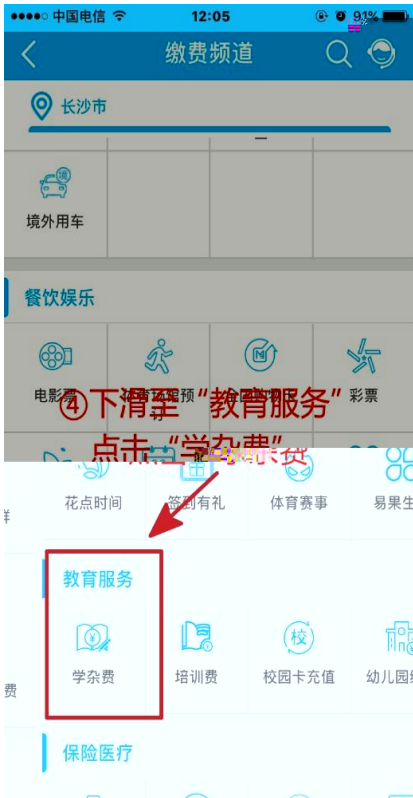 中国电信 12:05 91%
缴费频道
长沙市
境外用车
餐饮娱乐
电影票 彩票
④下滑至“教育服务”
点击“学杂费”
花点时间 签到有礼 体育赛事 易果生
教育服务
学杂费 培训费 校园卡充值 幼儿园
费
保险医疗